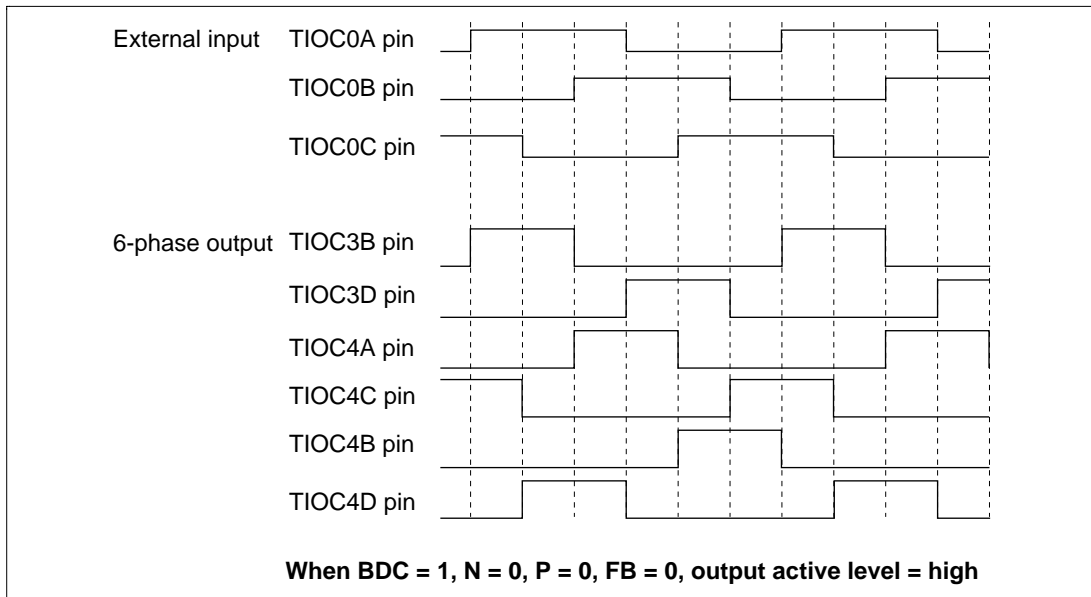 External input TIOC0A pin
TIOC0B pin
TIOC0C pin
6-phase output TIOC3B pin
TIOC3D pin
TIOC4A pin
TIOC4C pin
TIOC4B pin
TIOC4D pin
When BDC = 1, N = 0, P = 0, FB = 0, output active level = high